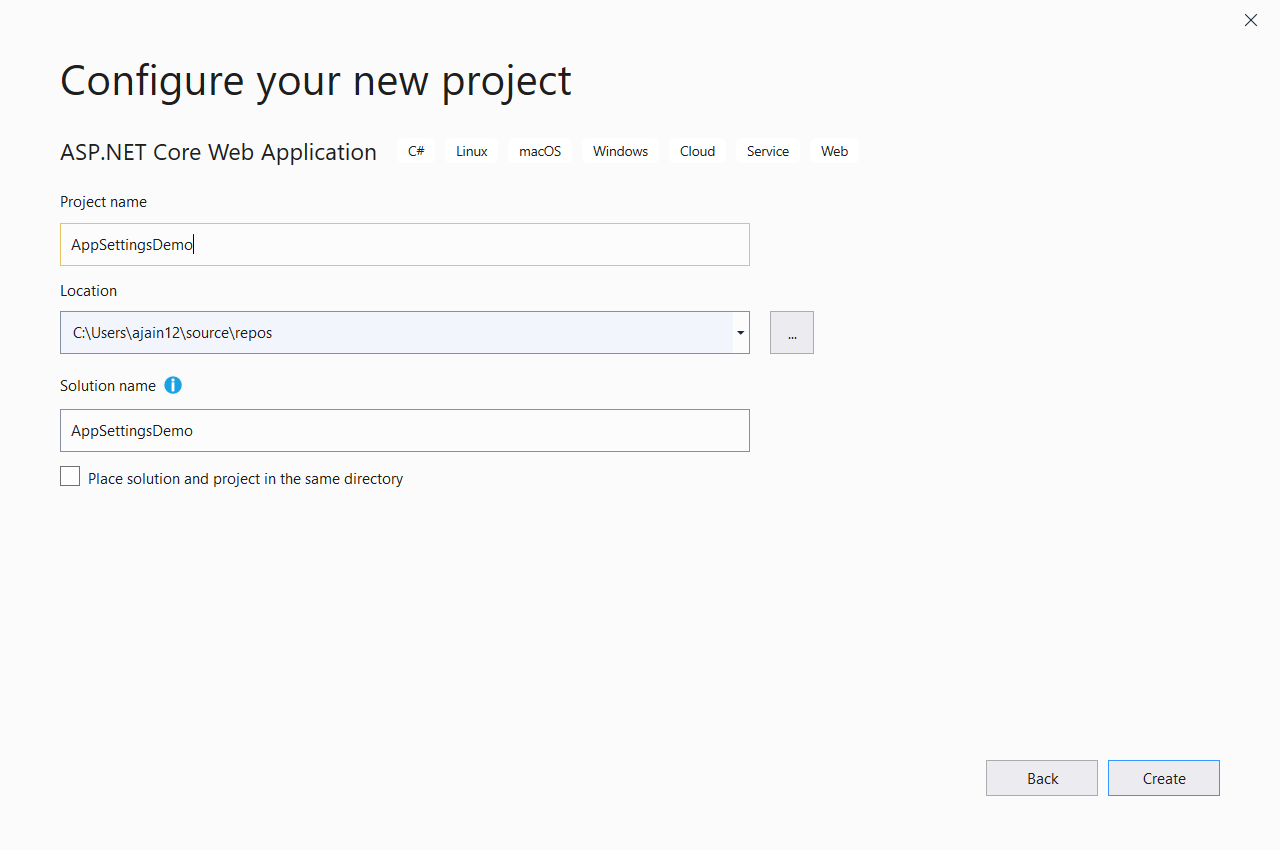 Configure your new project
ASP.NET Core Web Application C# Linux macOS Windows Cloud Service Web
Project name
AppSettingsDemo
Location
C:\Users\ajain12\source\repos
...
Solution name
AppSettingsDemo
Place solution and project in the same directory
Back Create